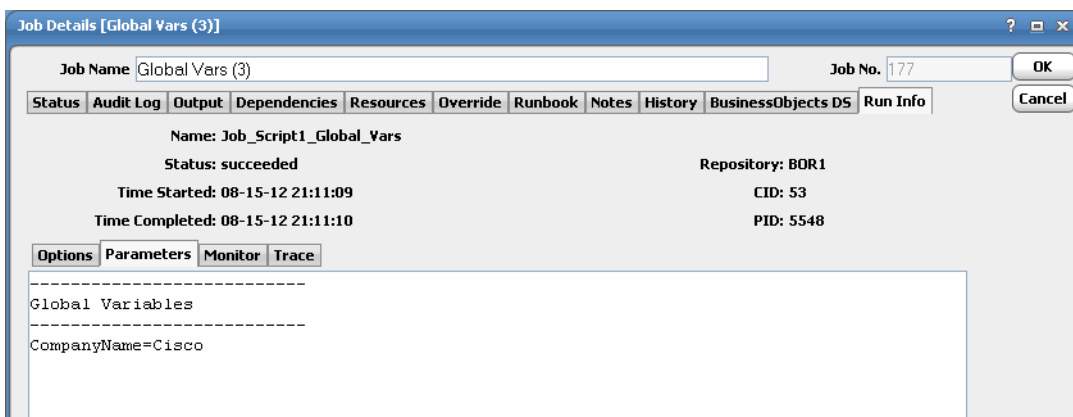 Job Details [Global Vars (3)] ?
Job Name Global Vars (3) Job No. 177 OK
Status Audit Log Output Dependencies Resources Override Runbook Notes History BusinessObjects DS Run Info Cancel
Name: Job_Script1_Global_Vars
Status: succeeded Repository: BOR1
Time Started: 08-15-12 21:11:09 CID: 53
Time Completed: 08-15-12 21:11:10 PID: 5548
Options Parameters Monitor Trace
---------------------------
Global Variables
---------------------------
CompanyName=Cisco